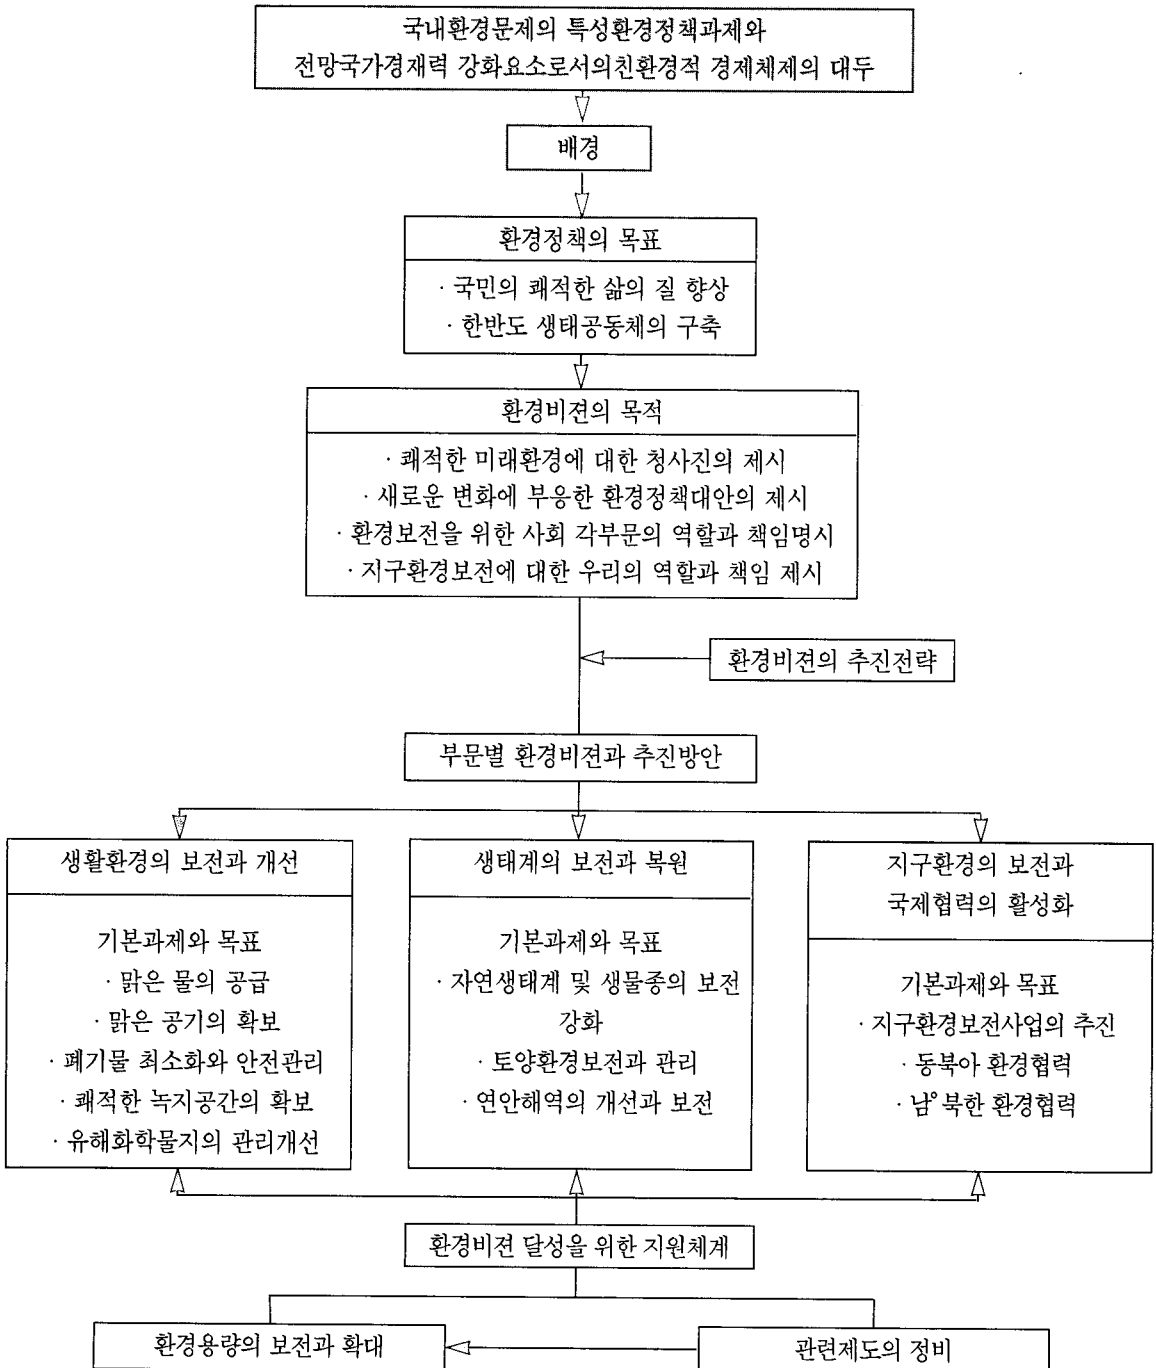 국내환경문제의 특성환경정책과제와
전망국가경재력 강화요소로서의친환경적 경제체제의 대두
배경
환경정책의 목표
· 국민의 쾌적한 삶의 질 향상
· 한반도 생태공동체의 구축
환경비젼의 목적
· 쾌적한 미래환경에 대한 청사진의 제시
· 새로운 변화에 부응한 환경정책대안의 제시
· 환경보전을 위한 사회 각부문의 역할과 책임명시
· 지구환경보전에 대한 우리의 역할과 책임 제시
환경비젼의 추진전략
부문별 환경비젼과 추진방안
생활환경의 보전과 개선
기본과제와 목표
· 맑은 물의 공급
· 맑은 공기의 확보
· 폐기물 최소화와 안전관리
· 쾌적한 녹지공간의 확보
· 유해화학물지의 관리개선
생태계의 보전과 복원
기본과제와 목표
· 자연생태계 및 생물종의 보전
강화
· 토양환경보전과 관리
· 연안해역의 개선과 보전
지구환경의 보전과
국제협력의 활성화
기본과제와 목표
· 지구환경보전사업의 추진
· 동북아 환경협력
· 남° 북한 환경협력
환경비젼 달성을 위한 지원체계
환경용량의 보전과 확대
관련제도의 정비